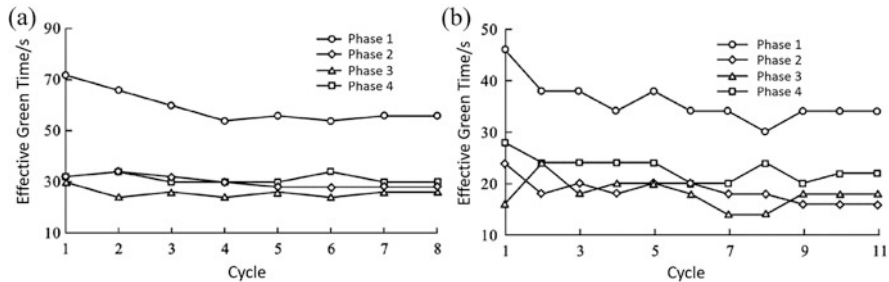 (a)
Effective Green Time/s
90
70
50
30
10
Phase 1
Phase 2
Phase 3
Phase 4
1 2 3 4 5 6 7 8
Cycle
(b)
Effective Green Time/s
50
40
30
20
10
Phase 1
Phase 2
Phase 3
Phase 4
1 3 5 7 9 11
Cycle